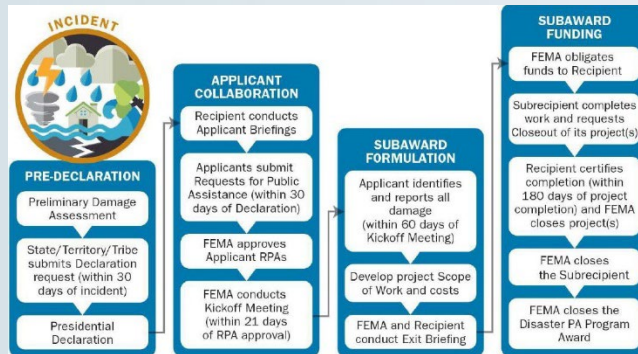 INCIDENT
PRE-DECLARATION
Preliminary Damage
Assessment
State/Territory/Tribe
submits Declaration
request (within 30
days of incident)
Presidential
Declaration
APPLICANT
COLLABORATION
Recipient conducts
Applicant Briefings
Applicants submit
Requests for Public
Assistance (within 30
days of Declaration)
FEMA approves
Applicant RPAs
FEMA conducts
Kickoff Meeting
(within 21 days
of RPA approval)
SUBAWARD
FORMULATION
Applicant identifies
and reports all
damage
(within 60 days of
Kickoff Meeting)
Develop project Scope
of Work and costs
FEMA and Recipient
conduct Exit Briefing
SUBAWARD
FUNDING
FEMA obligates
funds to Recipient
Subrecipient completes
work and requests
Closeout of its project(s)
Recipient certifies
completion (within
180 days of project
completion) and FEMA
closes project(s)
FEMA closes
the Subrecipient
FEMA closes the
Disaster PA Program
Award